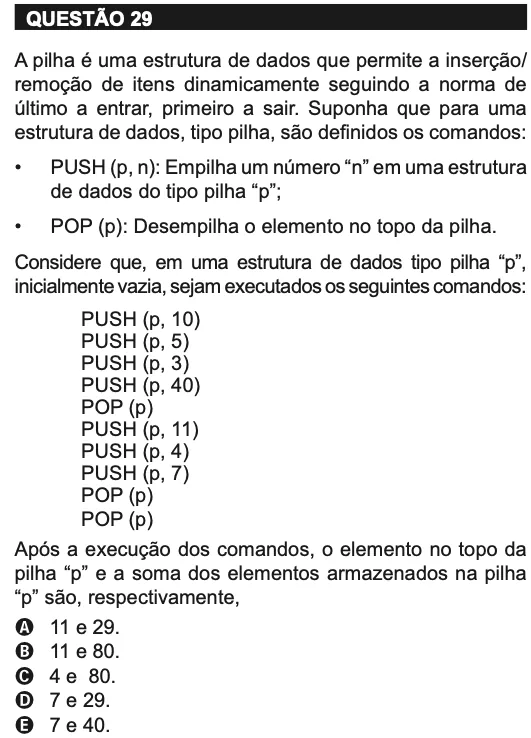 QUESTÃO 29
A pilha é uma estrutura de dados que permite a inserção/
remoção de itens dinamicamente seguindo a norma de
último a entrar, primeiro a sair. Suponha que para uma
estrutura de dados, tipo pilha, são definidos os comandos:
• PUSH (p, n): Empilha um número “n” em uma estrutura
de dados do tipo pilha “p”;
• POP (p): Desempilha o elemento no topo da pilha.
Considere que, em uma estrutura de dados tipo pilha “p”,
inicialmente vazia, sejam executados os seguintes comandos:
PUSH (p, 10)
PUSH (p, 5)
PUSH (p, 3)
PUSH (p, 40)
POP (p)
PUSH (p, 11)
PUSH (p, 4)
PUSH (p, 7)
POP (p)
POP (p)
Após a execução dos comandos, o elemento no topo da
pilha “p” e a soma dos elementos armazenados na pilha
“p” são, respectivamente,
A 11 e 29.
B 11 e 80.
C 4 e 80.
D 7 e 29.
E 7 e 40.